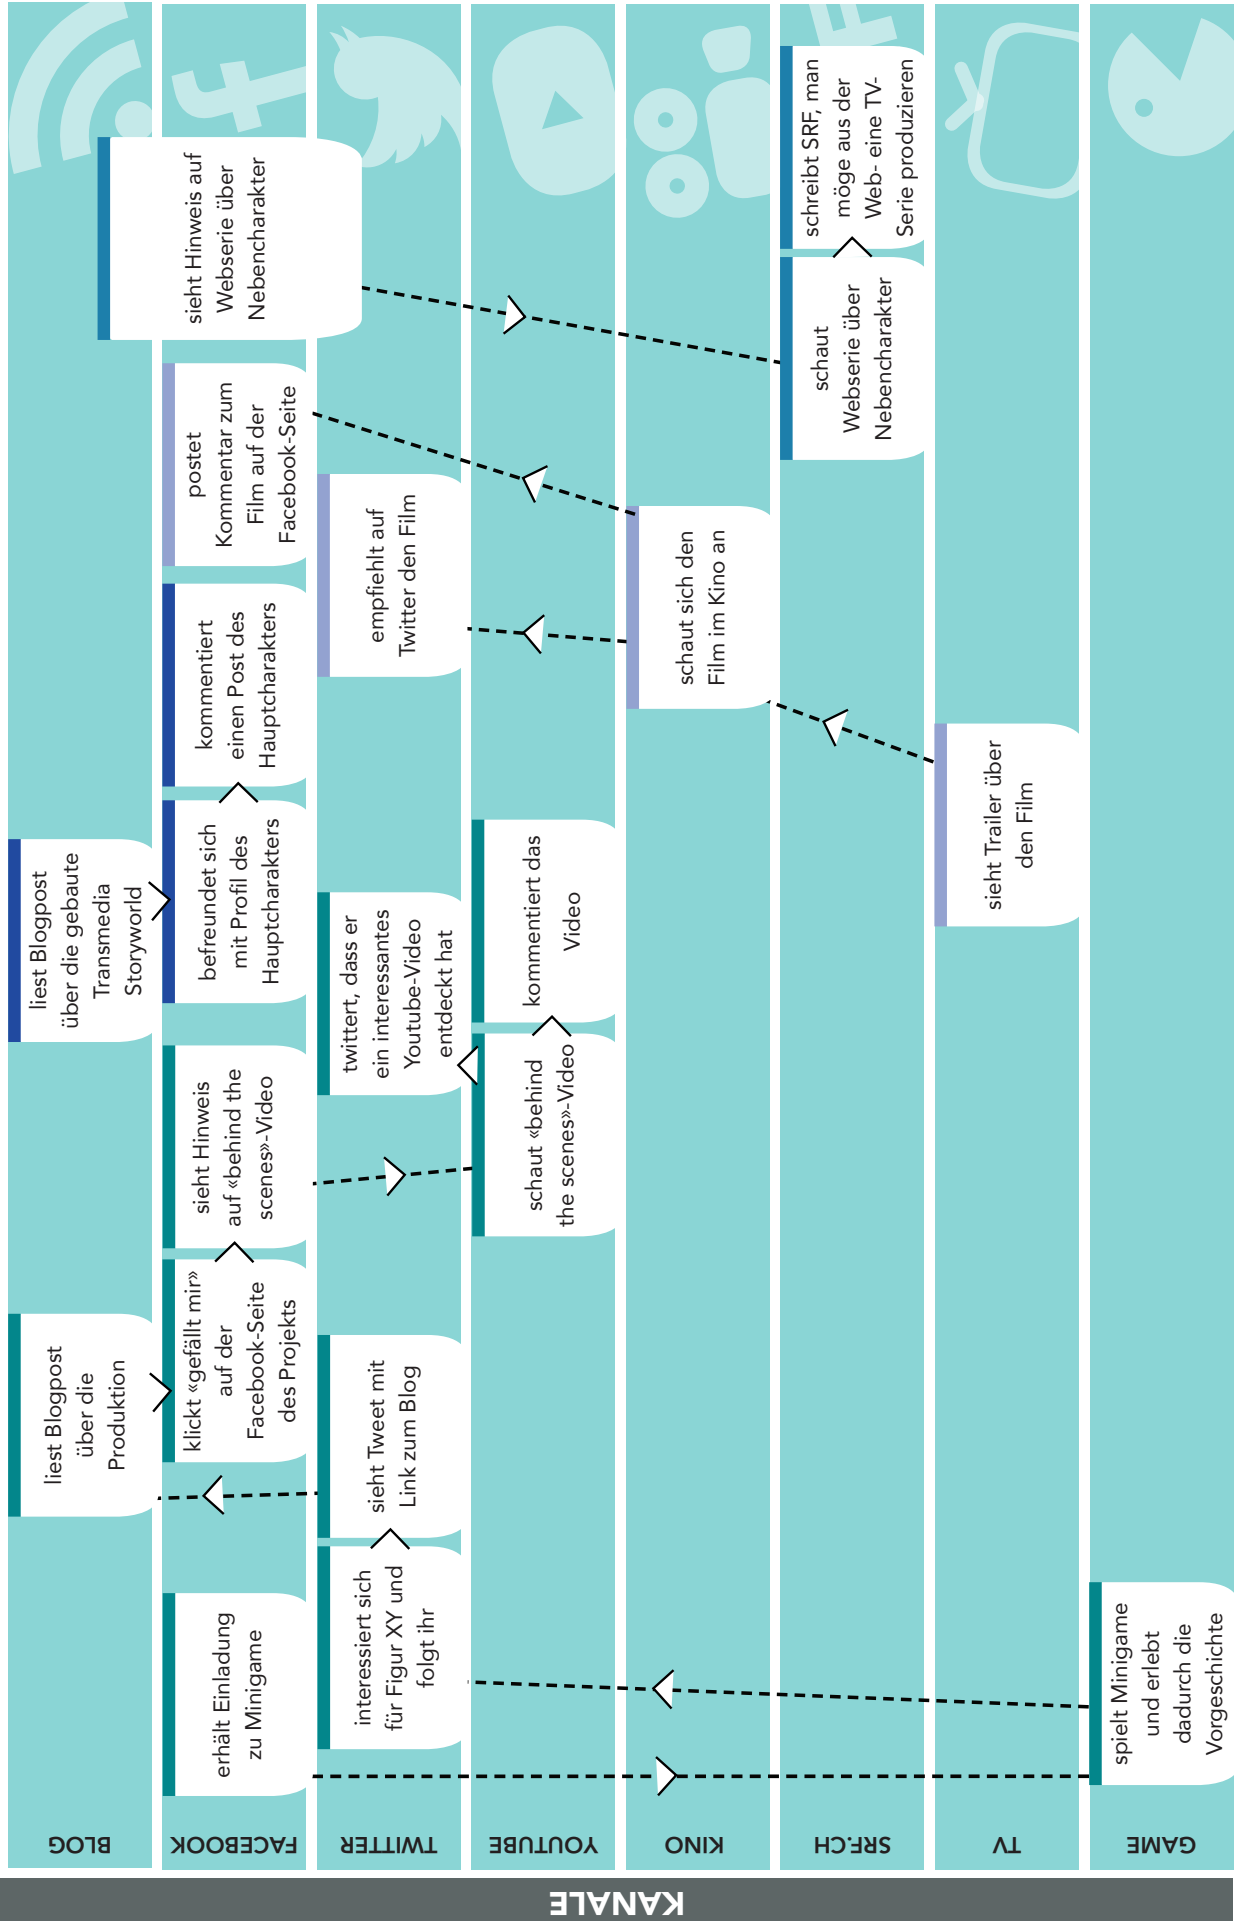 KANÄLE
BLOG
liest Blogpost
über die
Produktion
liest Blogpost
über die gebaute
Transmedia
Storyworld
sieht Hinweis auf
Webserie über
Nebencharakter
FACEBOOK
erhält Einladung
zu Minigame
klickt «gefällt mir»
auf der
Facebook-Seite
des Projekts
sieht Hinweis
auf «behind the
scenes»-Video
befreundet sich
mit Profil des
Hauptcharakters
kommentiert
einen Post des
Hauptcharakters
postet
Kommentar zum
Film auf der
Facebook-Seite
TWITTER
interessiert sich
für Figur XY und
folgt ihr
sieht Tweet mit
Link zum Blog
twittert, dass er
ein interessantes
Youtube-Video
entdeckt hat
empfiehlt auf
Twitter den Film
YOUTUBE
schaut «behind
the scenes»-Video
kommentiert das
Video
KINO
schaut sich den
Film im Kino an
SRF.CH
schaut
Webserie über
Nebencharakter
schreibt SRF, man
möge aus der
Web- eine TV-
Serie produzieren
TV
sieht Trailer über
den Film
GAME
spielt Minigame
und erlebt
dadurch die
Vorgeschichte